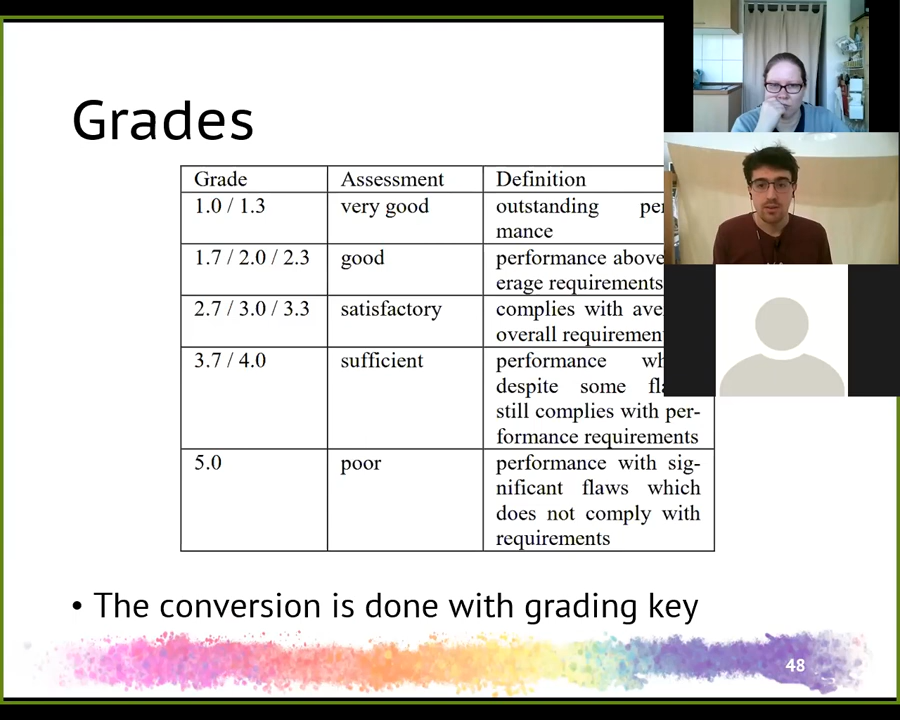 Grades
Grade Assessment Definition
1.0 / 1.3 very good outstanding
mance
1.7 / 2.0 / 2.3 good performance above
erage requirements
2.7 / 3.0 / 3.3 satisfactory complies with
overall
3.7 / 4.0 sufficient performance
despite some
still complies with per-
formance requirements
5.0 poor performance with sig-
nificant flaws which
does not comply with
requirements
• The conversion is done with grading key
48